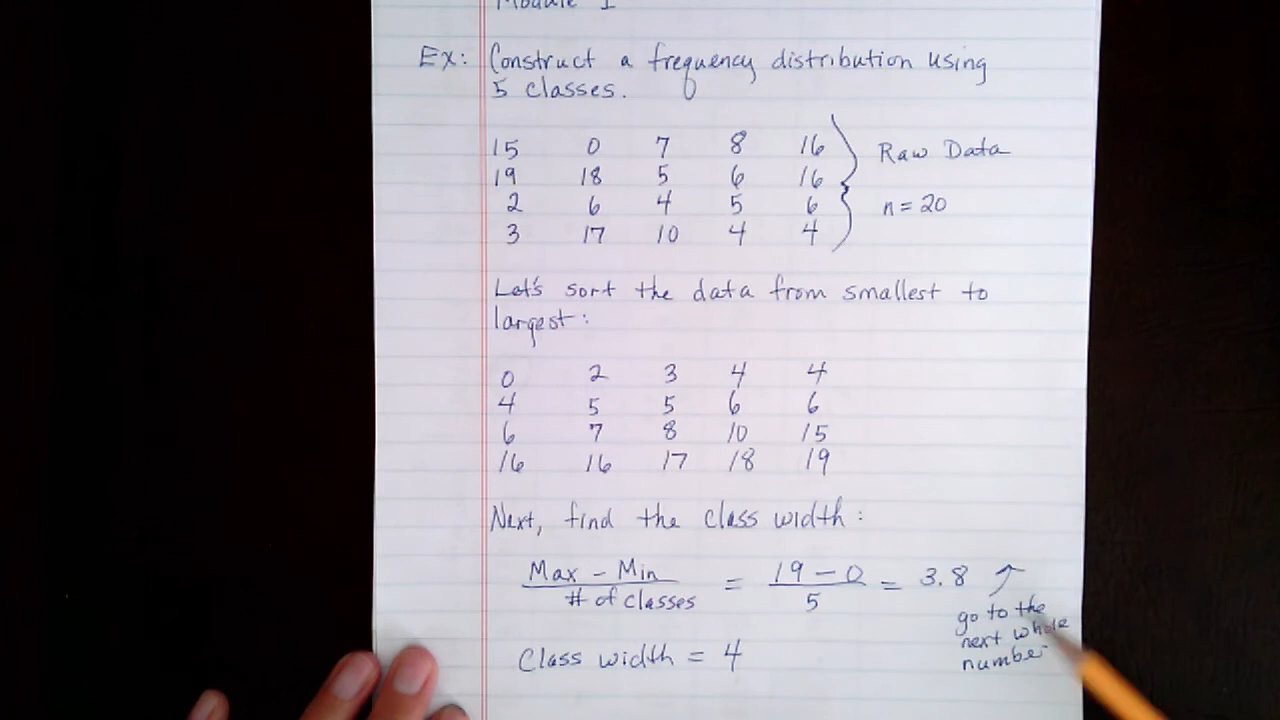 Module 1
Ex: Construct a frequency distribution using
5 classes.
15 0 7 8 16
19 18 5 6 16
2 6 4 5 6
3 17 10 4 4
Raw Data
n = 20
Let's sort the data from smallest to
largest:
0 2 3 4 4
4 5 5 6 6
6 7 8 10 15
16 16 17 18 19
Next, find the class width:
Max - Min
# of classes
= 19 - 0
5
= 3.8
go to the
next whole
number
Class width = 4